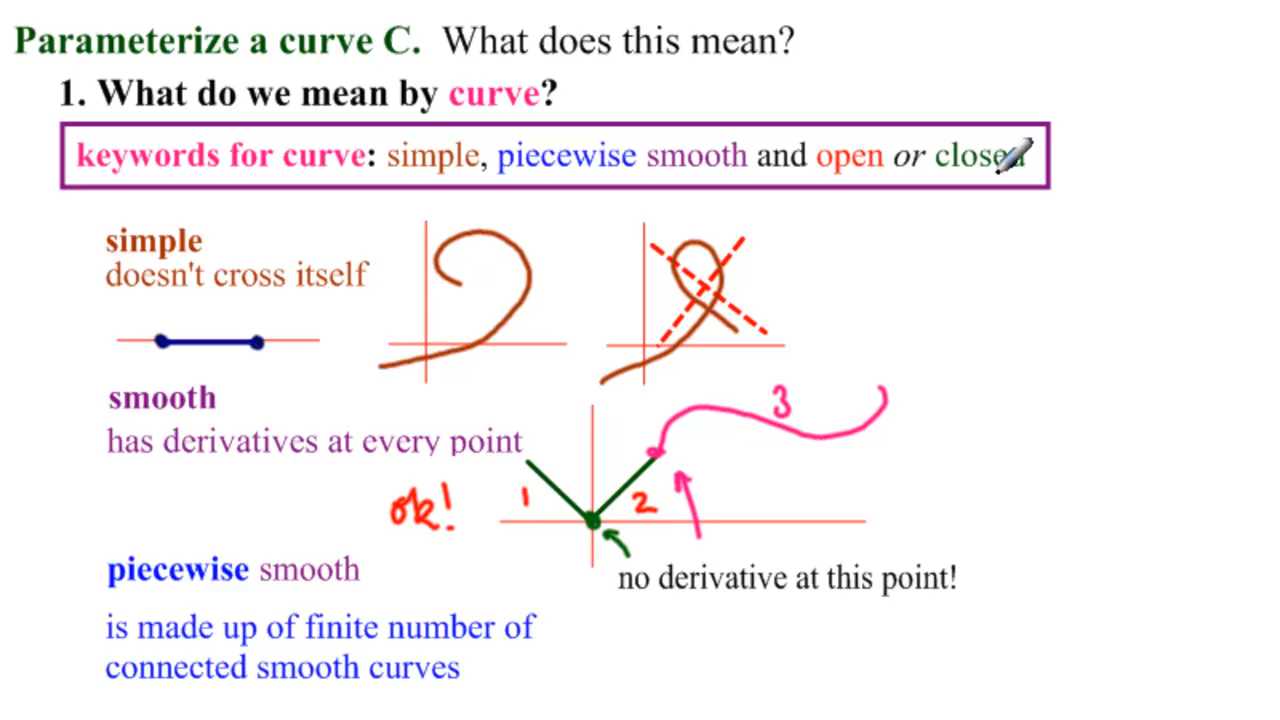 Parameterize a curve C. What does this mean?
1. What do we mean by curve?
keywords for curve: simple, piecewise smooth and open or closed
simple
doesn't cross itself
smooth
has derivatives at every point
3
ok!
1
2
no derivative at this point!
piecewise smooth
is made up of finite number of
connected smooth curves